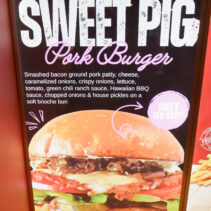 SWEET PIG
Pork Burger
Smashed bacon ground pork patty, cheese,
caramelized onions, crispy onions, lettuce,
tomato, green chili ranch sauce, Hawaiian BBQ
sauce, chopped onions & house pickles on a
soft brioche bun
ONLY